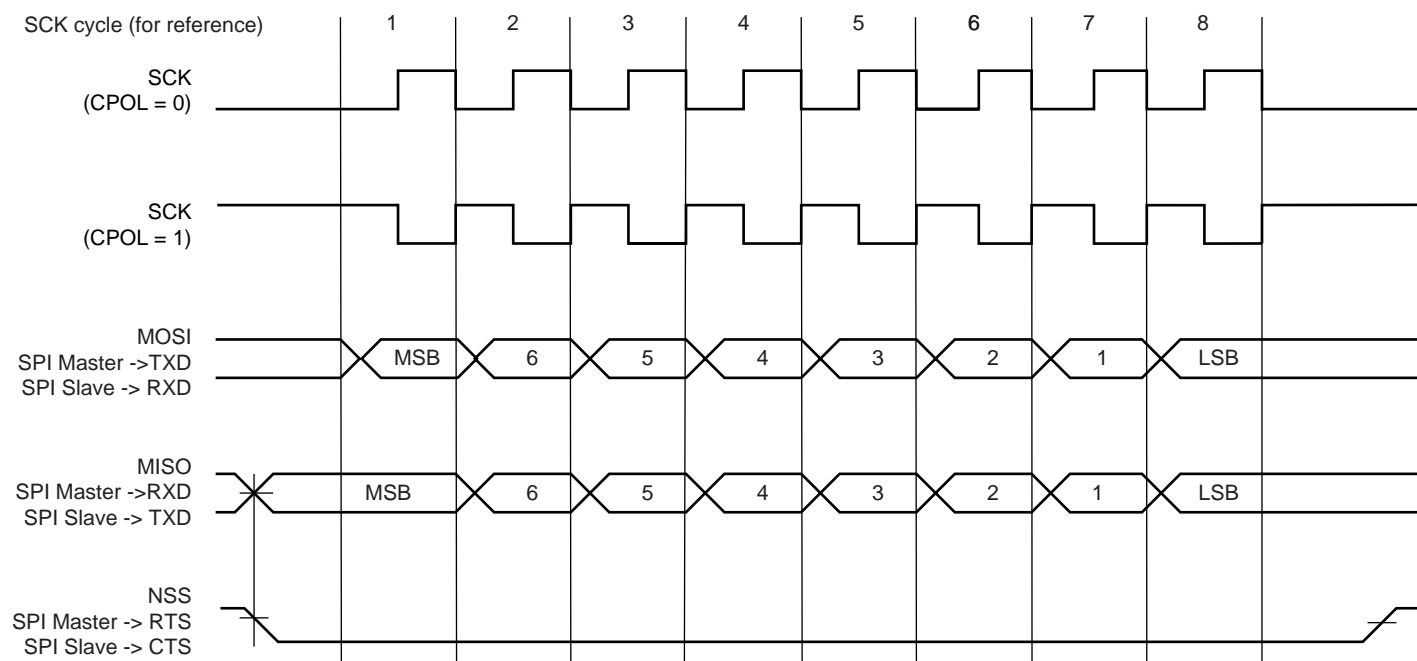 SCK cycle (for reference) 1 2 3 4 5 6 7 8
SCK
(CPOL = 0)
SCK
(CPOL = 1)
MOSI
SPI Master ->TXD
SPI Slave -> RXD
MSB 6 5 4 3 2 1 LSB
MISO
SPI Master ->RXD
SPI Slave -> TXD
MSB 6 5 4 3 2 1 LSB
NSS
SPI Master -> RTS
SPI Slave -> CTS